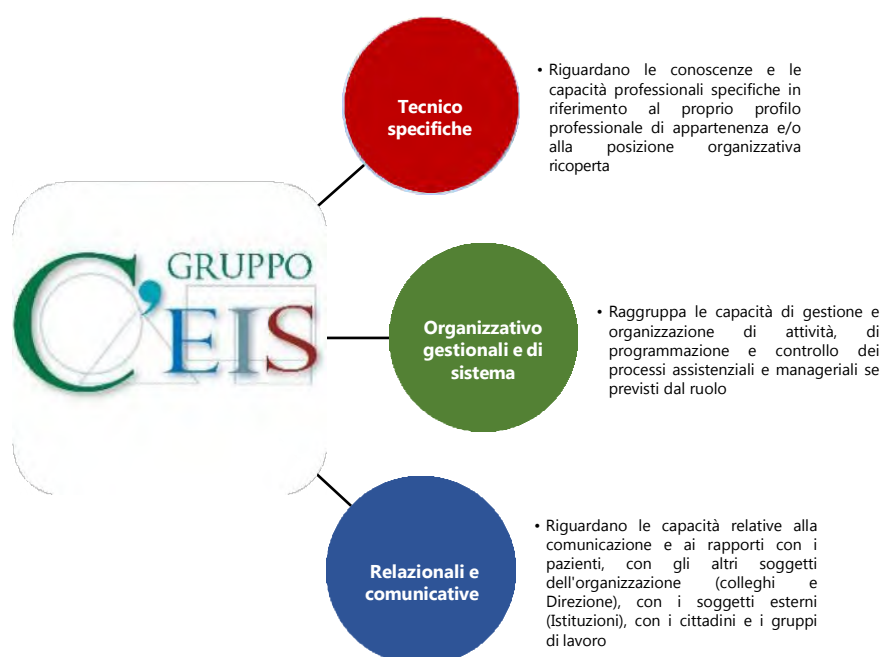 Tecnico
specifiche
• Riguardano le conoscenze e le
capacità professionali specifiche in
riferimento al proprio profilo
professionale di appartenenza e/o
alla posizione organizzativa
ricoperta
GRUPPO
C'EIS
Organizzativo
gestionali e di
sistema
• Raggruppa le capacità di gestione e
organizzazione di attività, di
programmazione e controllo dei
processi assistenziali e manageriali se
previsti dal ruolo
Relazionali e
comunicative
• Riguardano le capacità relative alla
comunicazione e ai rapporti con i
pazienti, con gli altri soggetti
dell'organizzazione (colleghi e
Direzione), con i soggetti esterni
(Istituzioni), con i cittadini e i gruppi
di lavoro